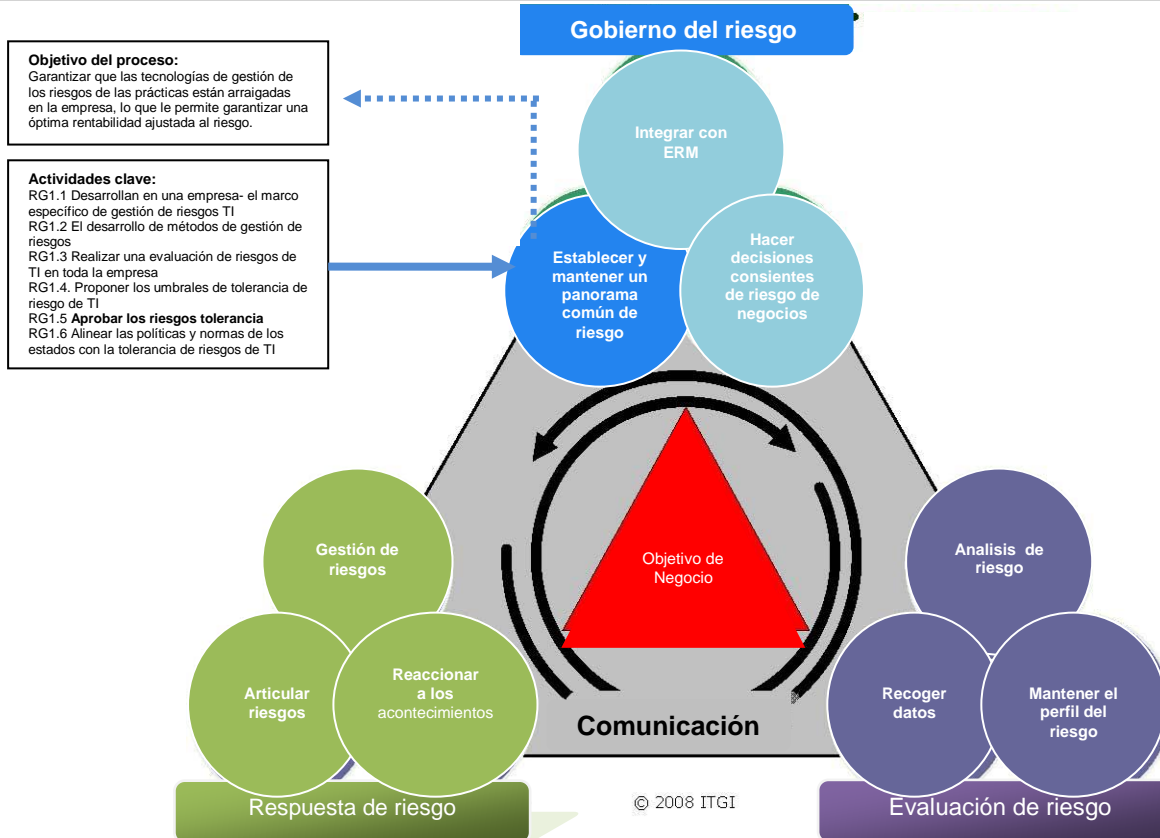 Gobierno del riesgo
Objetivo del proceso:
Garantizar que las tecnologías de gestión de
los riesgos de las prácticas están arraigadas
en la empresa, lo que le permite garantizar una
óptima rentabilidad ajustada al riesgo.
Actividades clave:
RG1.1 Desarrollan en una empresa- el marco
específico de gestión de riesgos TI
RG1.2 El desarrollo de métodos de gestión de
riesgos
RG1.3 Realizar una evaluación de riesgos de
TI en toda la empresa
RG1.4. Proponer los umbrales de tolerancia de
riesgo de TI
RG1.5 Aprobar los riesgos tolerancia
RG1.6 Alinear las políticas y normas de los
estados con la tolerancia de riesgos de TI
Integrar con
ERM
Establecer y
mantener un
panorama
común de
riesgo
Hacer
decisiones
consientes
de riesgo de
negocios
Objetivo de
Negocio
Gestión de
riesgos
Articular
riesgos
Reaccionar
a los
acontecimientos
Analisis de
riesgo
Recoger
datos
Mantener el
perfil del
riesgo
Comunicación
Respuesta de riesgo
© 2008 ITGI
Evaluación de riesgo